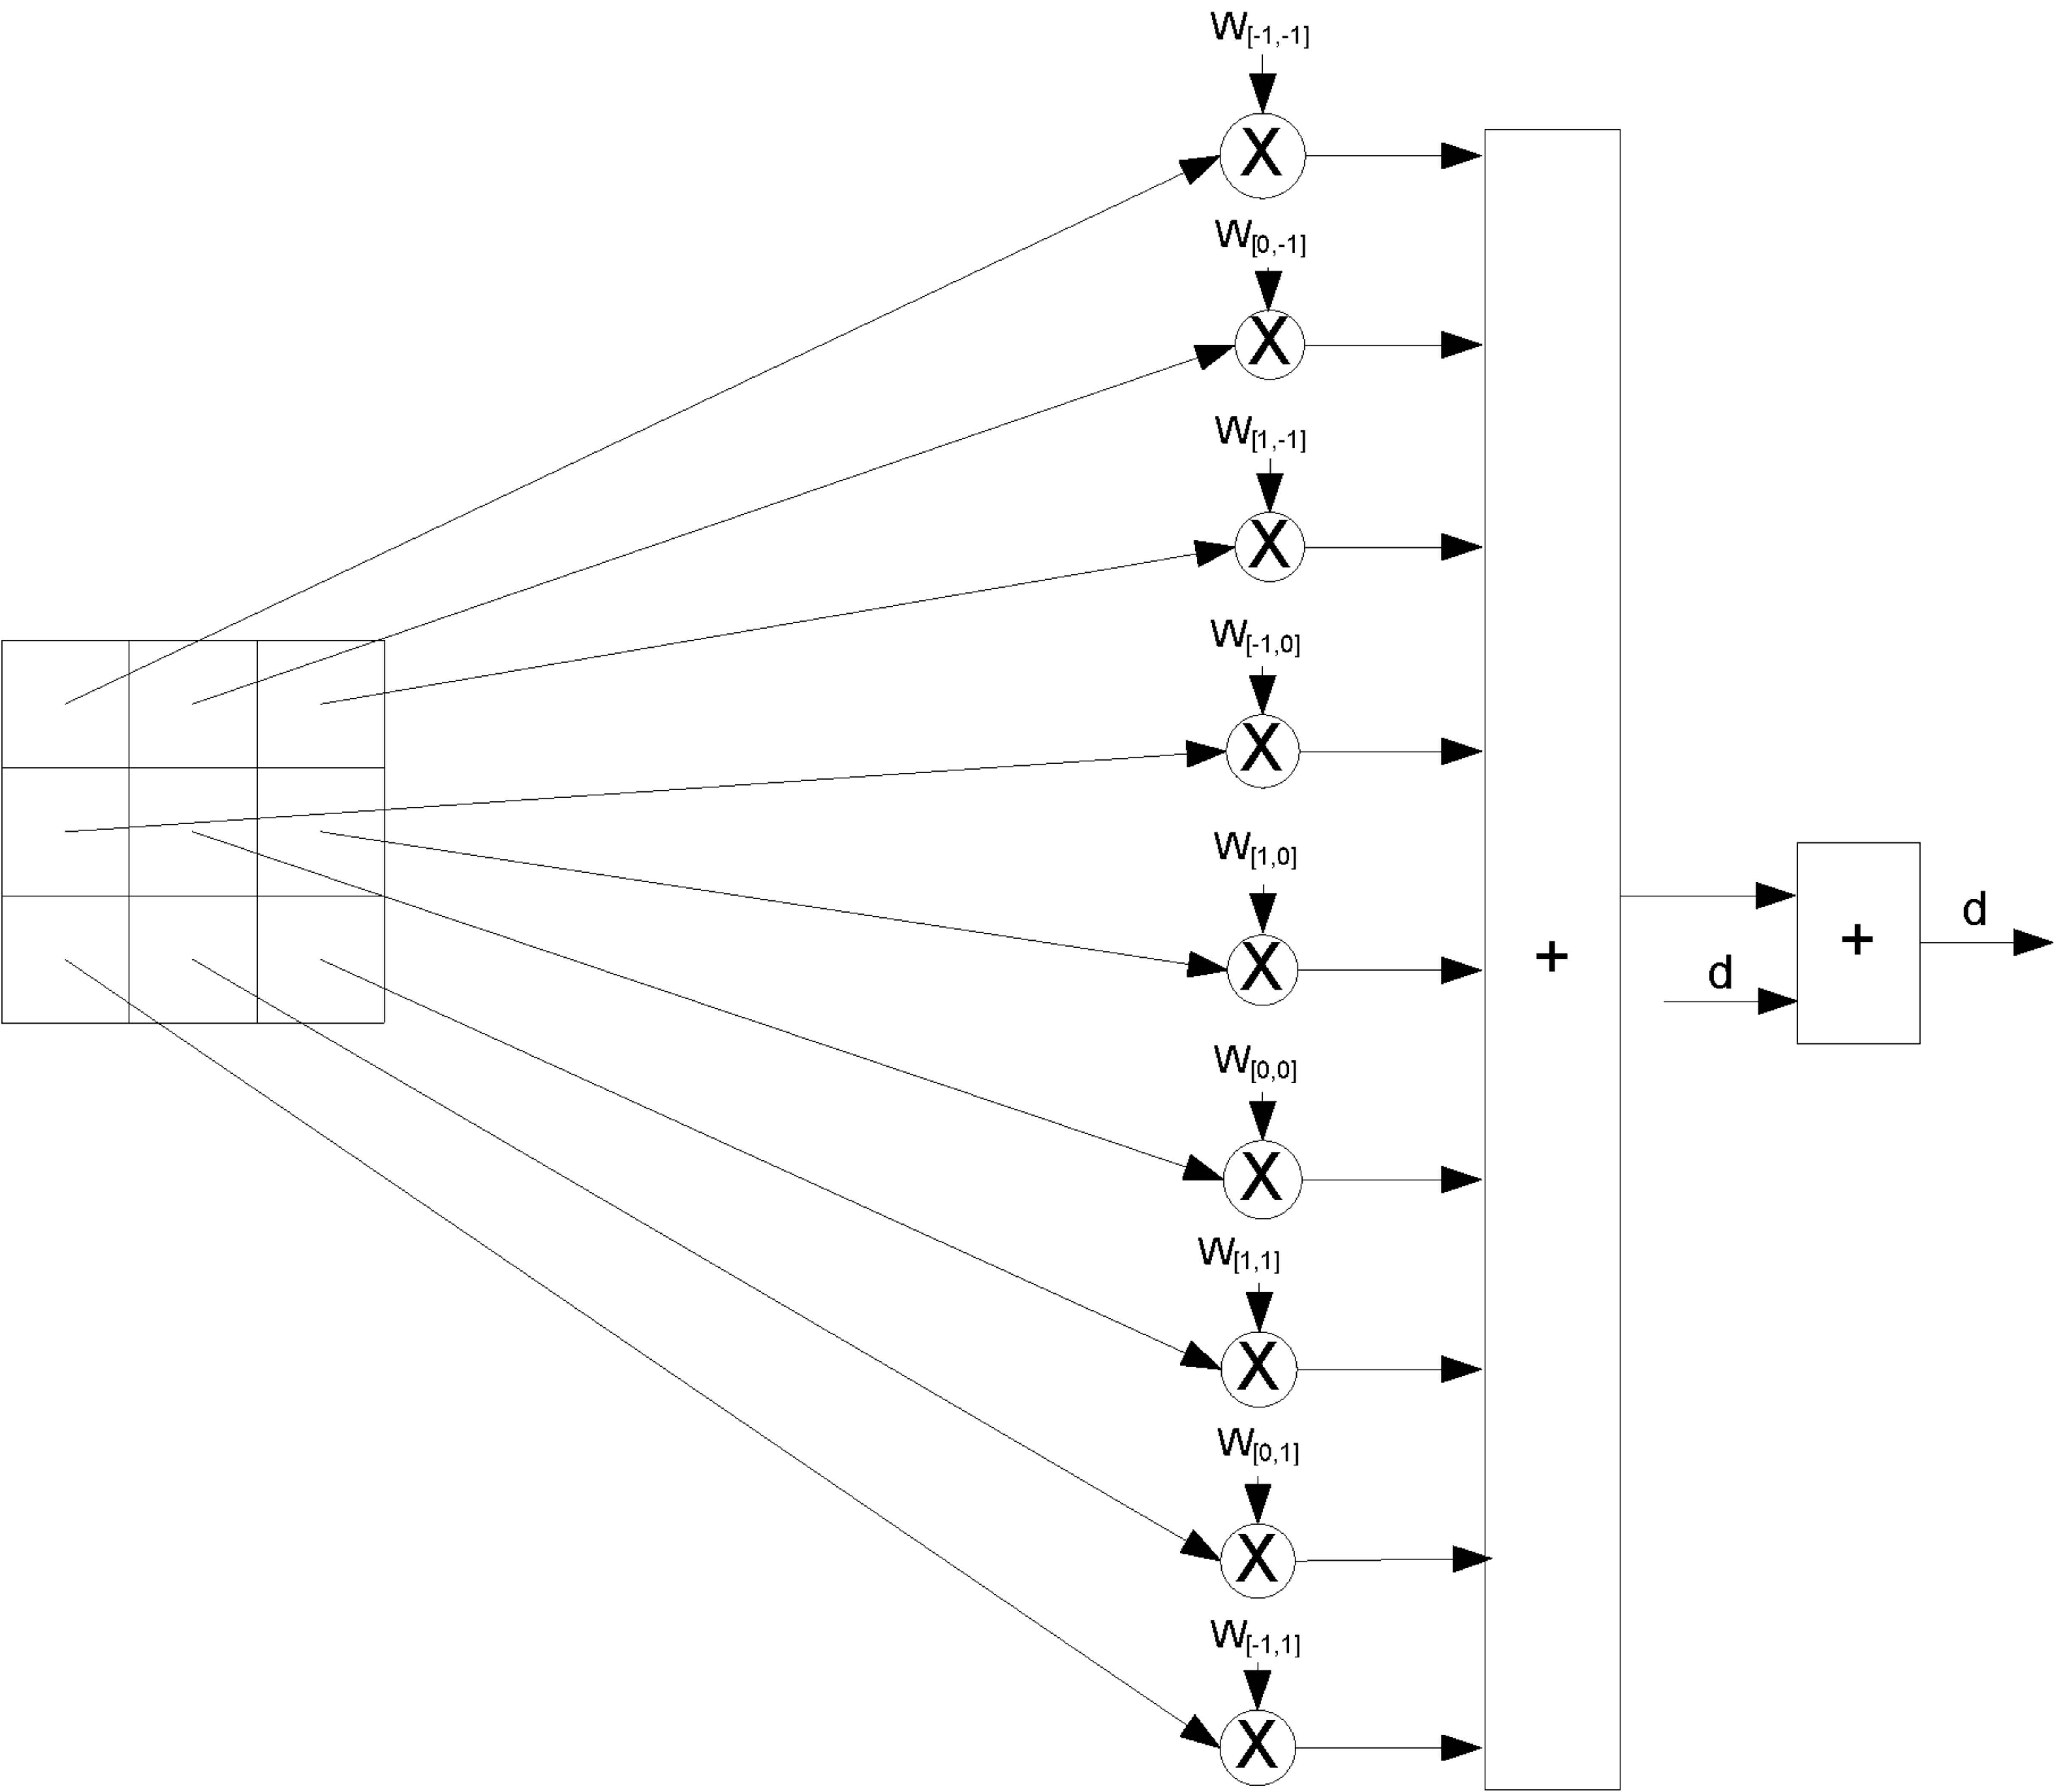 W[-1,-1]
X
W[0,-1]
X
W[1,-1]
X
W[-1,0]
X
W[1,0]
X
+
+
d
d
W[0,0]
X
W[1,1]
X
W[0,1]
X
W[-1,1]
X